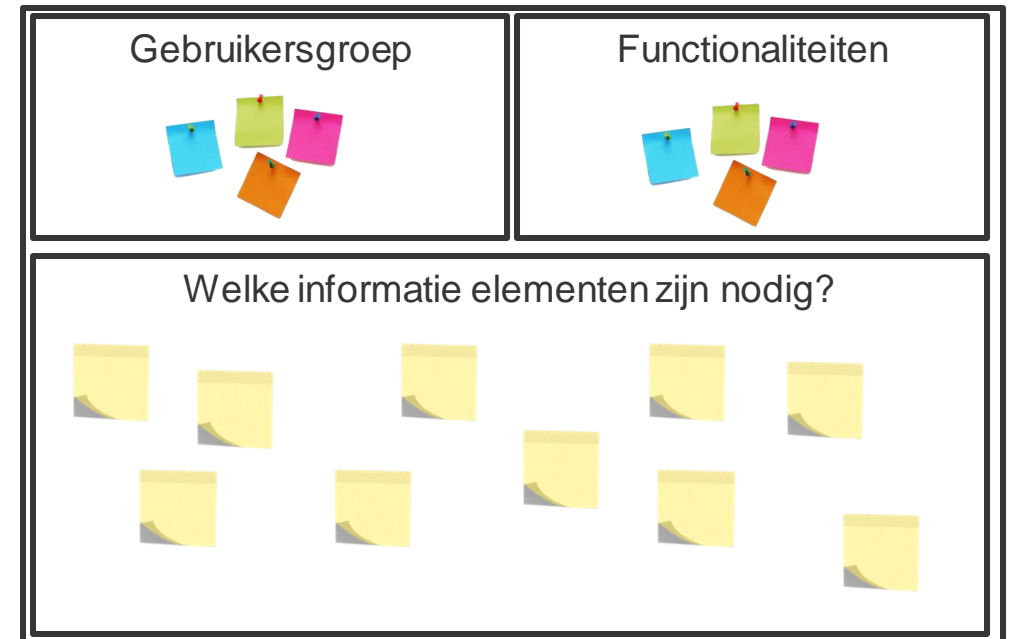 Gebruikersgroep
Functionaliteiten
Welke informatie elementen zijn nodig?